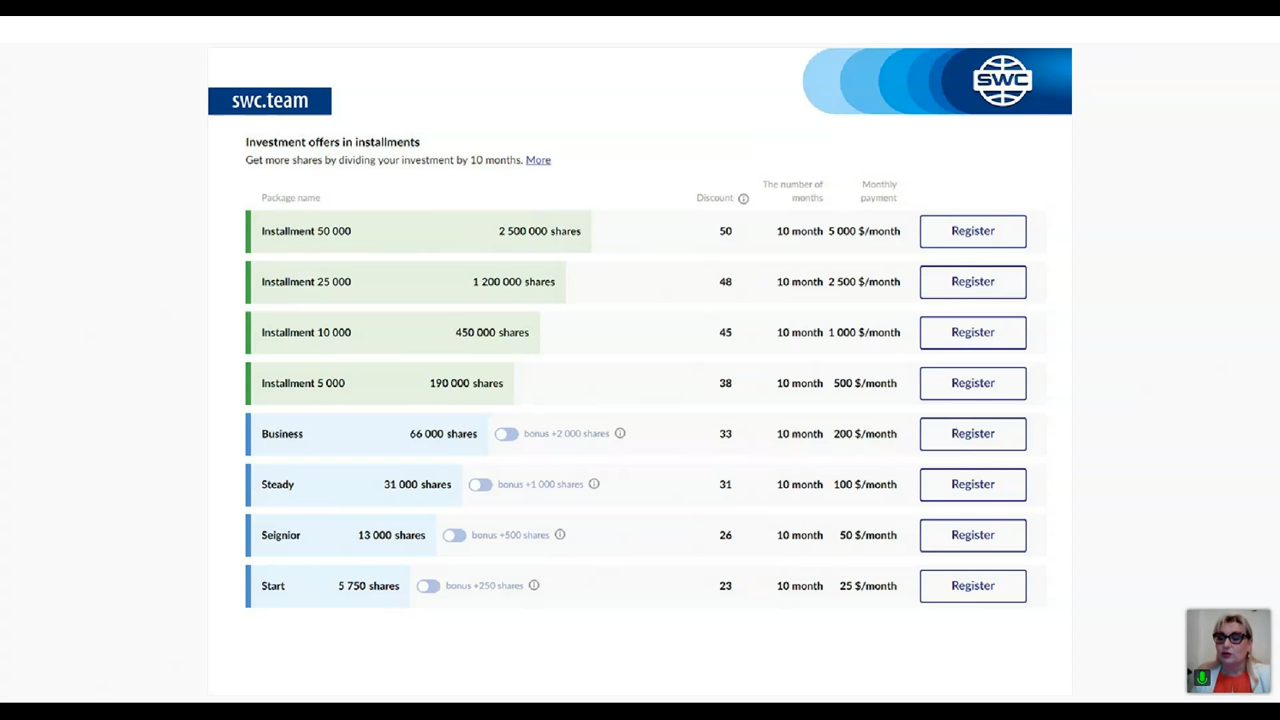 SWC
swc.team
Investment offers in installments
Get more shares by dividing your investment by 10 months. More
Package name Discount The number of months Monthly payment
Installment 50 000 2 500 000 shares 50 10 month 5 000 $/month Register
Installment 25 000 1 200 000 shares 48 10 month 2 500 $/month Register
Installment 10 000 450 000 shares 45 10 month 1 000 $/month Register
Installment 5 000 190 000 shares 38 10 month 500 $/month Register
Business 66 000 shares bonus +2 000 shares 33 10 month 200 $/month Register
Steady 31 000 shares bonus +1 000 shares 31 10 month 100 $/month Register
Seignior 13 000 shares bonus +500 shares 26 10 month 50 $/month Register
Start 5 750 shares bonus +250 shares 23 10 month 25 $/month Register